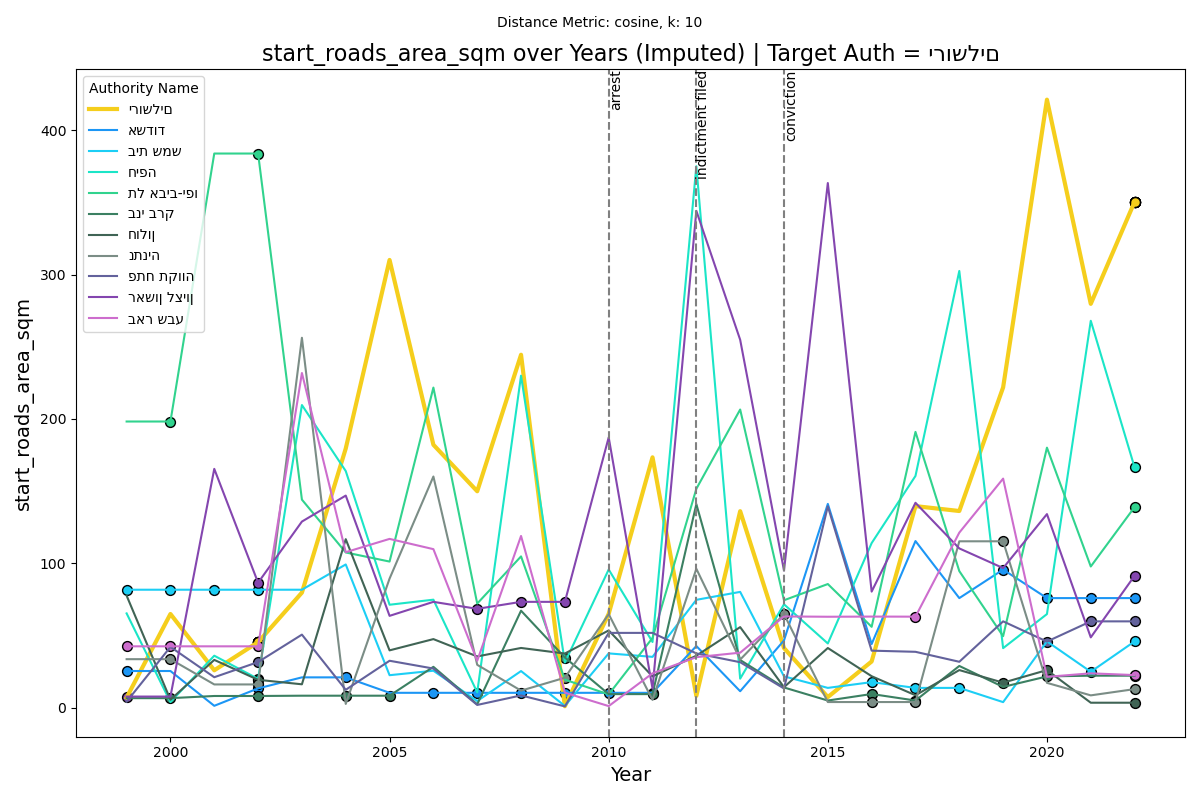 Distance Metric: cosine, k: 10
start_roads_area_sqm over Years (Imputed) | Target Auth = ירושלים
Authority Name
ירושלים
אשדוד
בית שמש
חיפה
תל אביב-יפו
בני ברק
חולון
נתניה
פתח תקווה
ראשון לציון
באר שבע
arrest
indictment filed
conviction
start_roads_area_sqm
400
300
200
100
0
2000
2005
2010
2015
2020
Year